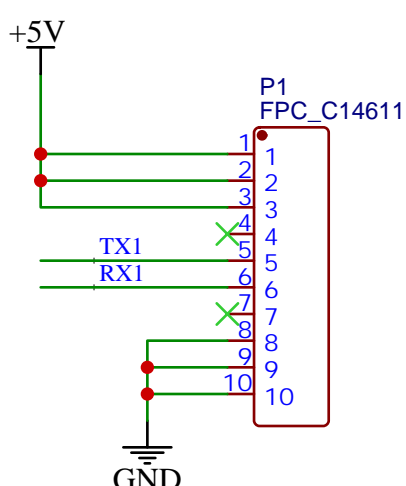 +5V
P1
FPC_C14611
1 1
2 2
3 3
4 4
TX1 5 5
RX1 6 6
7 7
8 8
9 9
10 10
GND